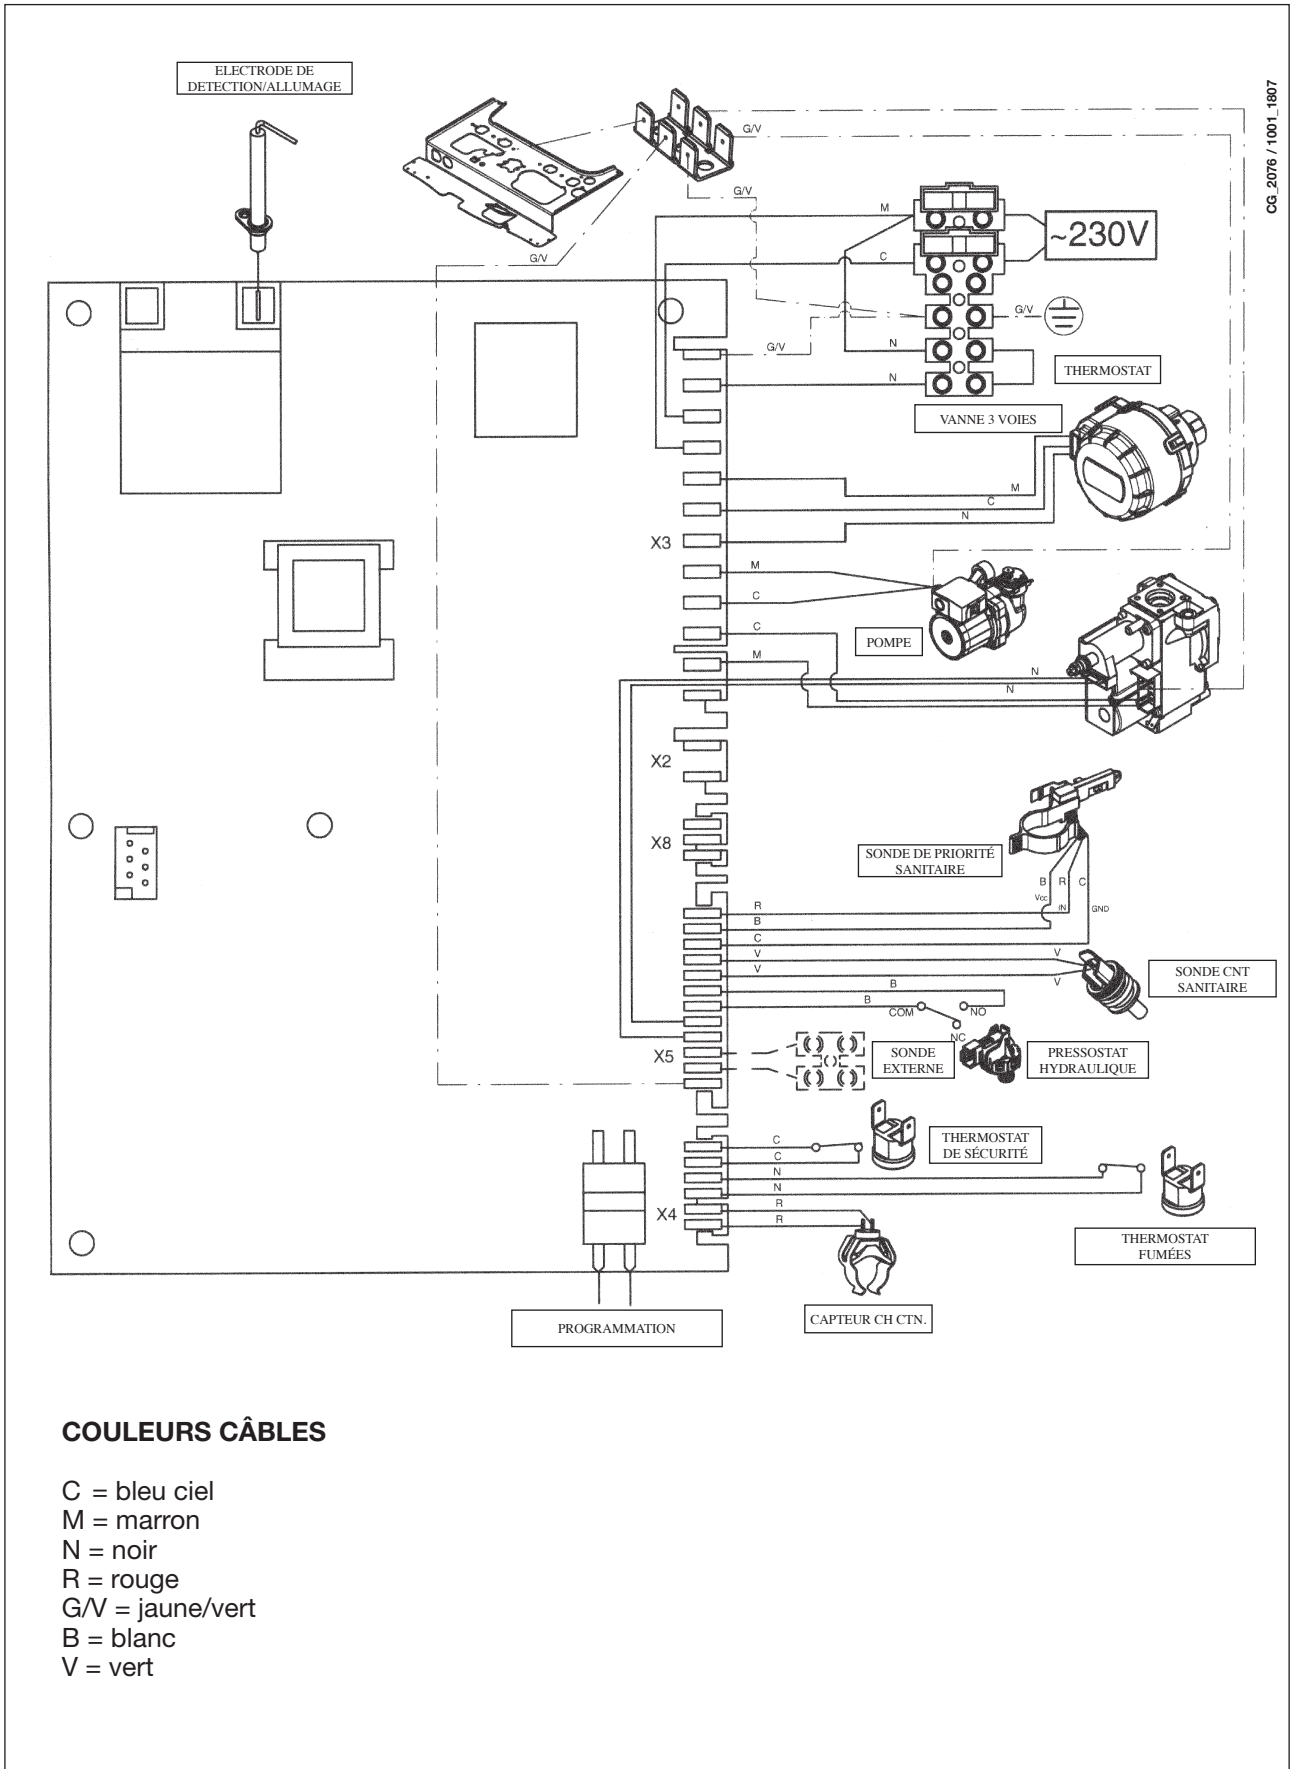 ELECTRODE DE
DETECTION/ALLUMAGE
CG_2076 / 1001_1807
G/V
G/V
G/V
M
~230V
C
G/V
G/V
N
N
THERMOSTAT
VANNE 3 VOIES
M
C
N
X3
M
C
POMPE
C
M
N
N
X2
X8
SONDE DE PRIORITÉ
SANITAIRE
B
R
C
Vcc
IN
GND
R
B
C
V
V
V
V
SONDE CNT
SANITAIRE
B
B
COM
NO
NC
X5
SONDE
EXTERNE
PRESSOSTAT
HYDRAULIQUE
C
C
THERMOSTAT
DE SÉCURITÉ
N
N
R
R
X4
THERMOSTAT
FUMÉES
CAPTEUR CH CTN.
PROGRAMMATION
COULEURS CÂBLES
C = bleu ciel
M = marron
N = noir
R = rouge
G/V = jaune/vert
B = blanc
V = vert